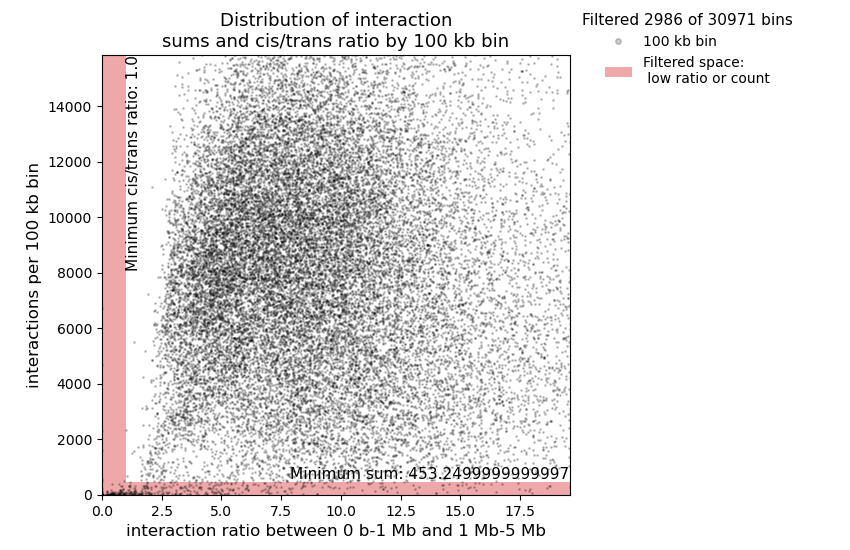 Distribution of interaction
sums and cis/trans ratio by 100 kb bin
Filtered 2986 of 30971 bins
100 kb bin
Filtered space:
low ratio or count
interactions per 100 kb bin
14000
12000
10000
8000
6000
4000
2000
0
Minimum cis/trans ratio: 1.0
Minimum sum: 453.2499999999997
0.0
2.5
5.0
7.5
10.0
12.5
15.0
17.5
interaction ratio between 0 b-1 Mb and 1 Mb-5 Mb